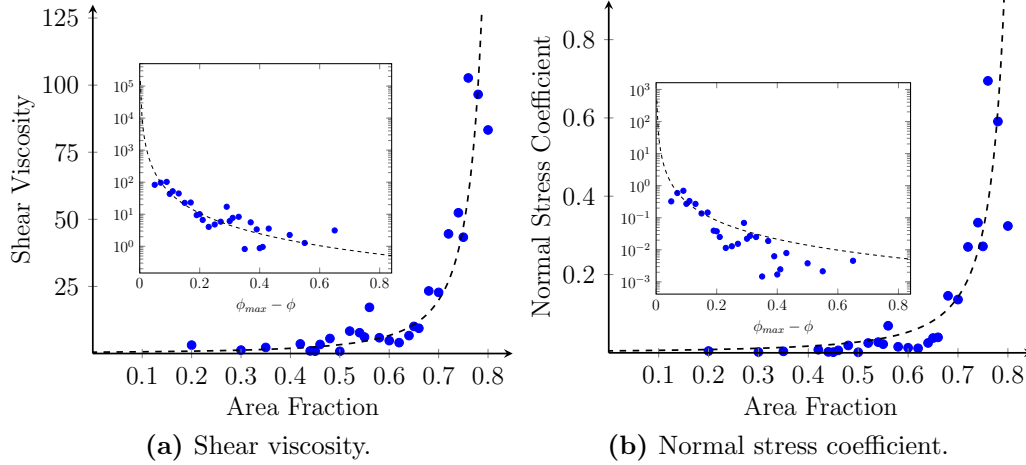 125
100
75
50
25
Shear Viscosity
0.1 0.2 0.3 0.4 0.5 0.6 0.7 0.8
Area Fraction
10^5
10^4
10^3
10^2
10^1
10^0
0 0.2 0.4 0.6 0.8
ϕ_{max} − ϕ
(a) Shear viscosity.
0.8
0.6
0.4
0.2
Normal Stress Coefficient
0.1 0.2 0.3 0.4 0.5 0.6 0.7 0.8
Area Fraction
10^3
10^2
10^1
10^0
10^{−1}
10^{−2}
10^{−3}
0 0.2 0.4 0.6 0.8
ϕ_{max} − ϕ
(b) Normal stress coefficient.